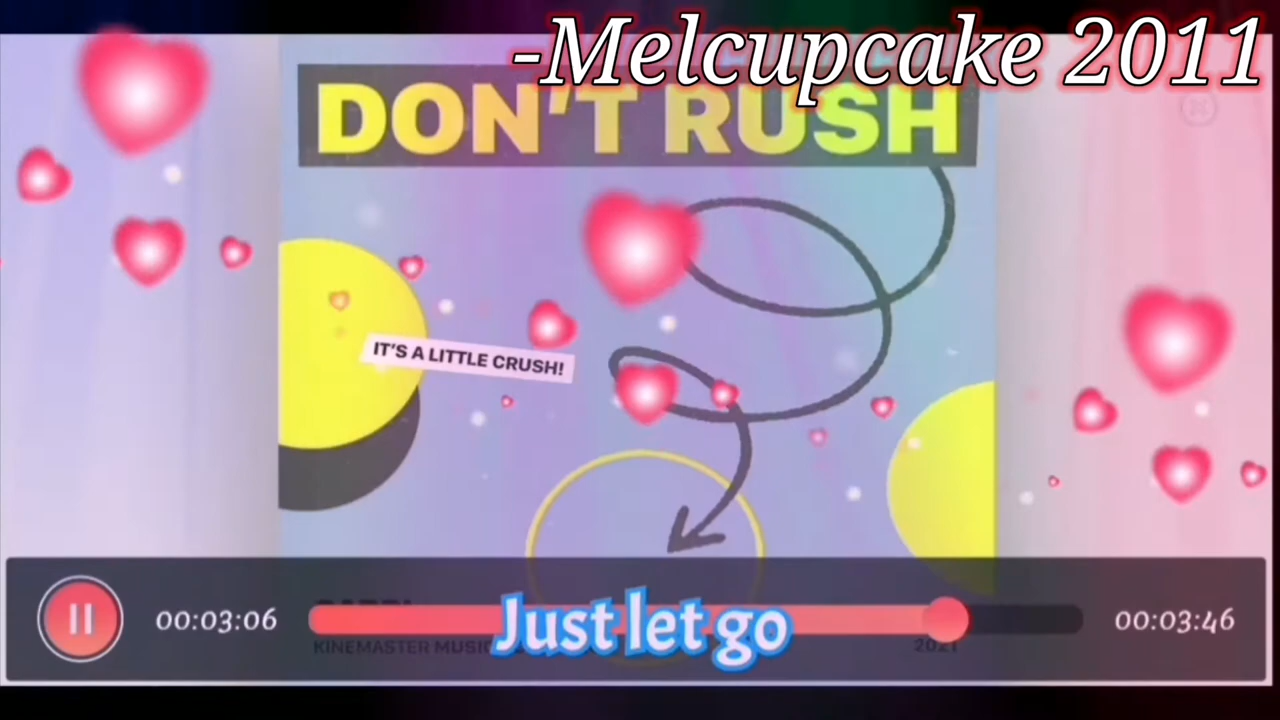 -Melcupcake 2011
DON'T RUSH
IT'S A LITTLE CRUSH!
00:03:06
Just let go
00:03:46
KINEMASTER MUSIC
2021